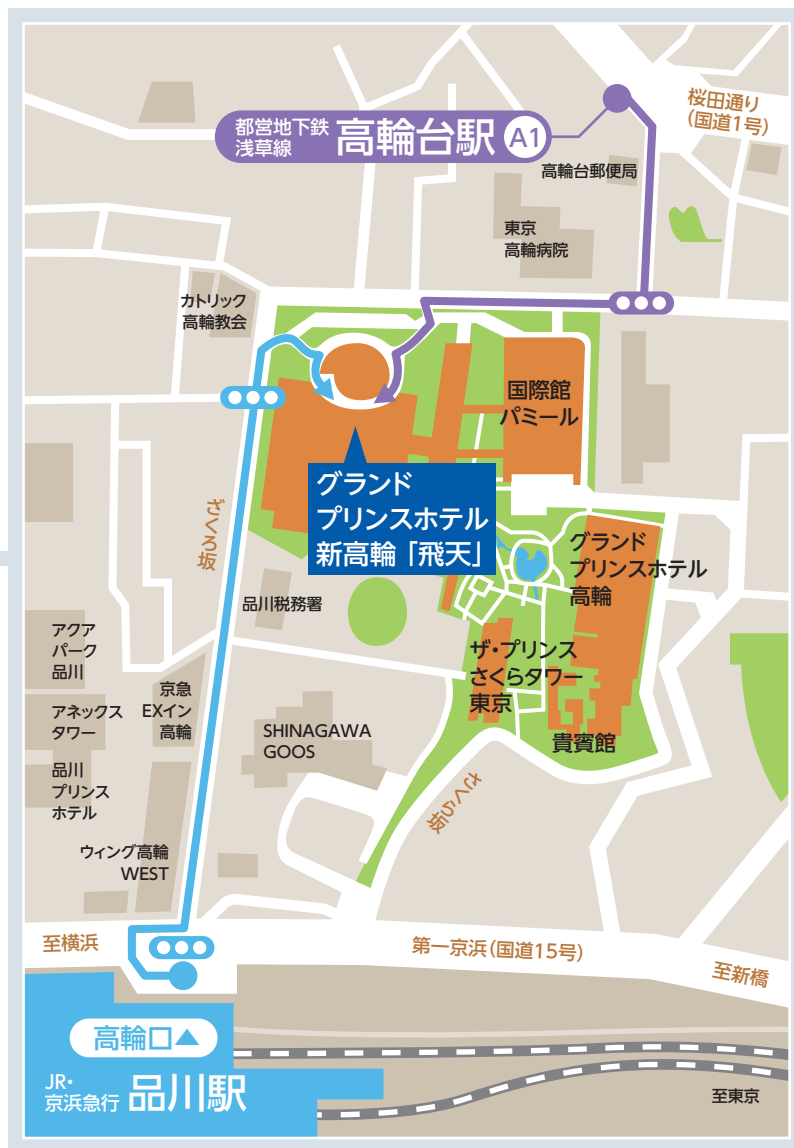 桜田通り
(国道1号)
都営地下鉄
浅草線
高輪台駅
A1
高輪台郵便局
東京
高輪病院
カトリック
高輪教会
国際館
パミール
グランド
プリンスホテル
新高輪「飛天」
ざくろ坂
グランド
プリンスホテル
高輪
品川税務署
アクア
パーク
品川
ザ・プリンス
さくらタワー
東京
京急
EXイン
高輪
アネックス
タワー
SHINAGAWA
GOOS
貴賓館
品川
プリンス
ホテル
さくら坂
ウィング高輪
WEST
至横浜
第一京浜(国道15号)
至新橋
高輪口▲
JR・
京浜急行
品川駅
至東京